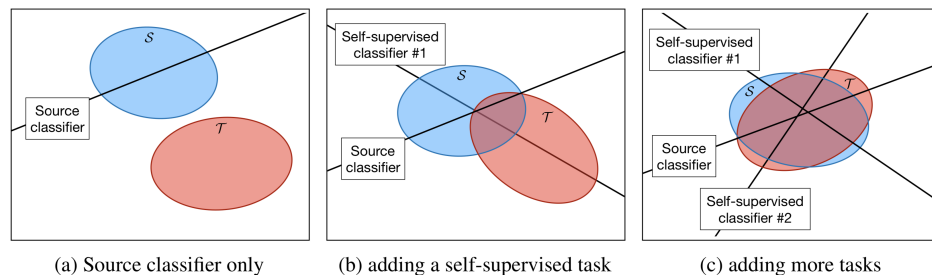 S
Source
classifier
T
(a) Source classifier only
Self-supervised
classifier #1
S
T
Source
classifier
(b) adding a self-supervised task
Self-supervised
classifier #1
S
T
Source
classifier
Self-supervised
classifier #2
(c) adding more tasks